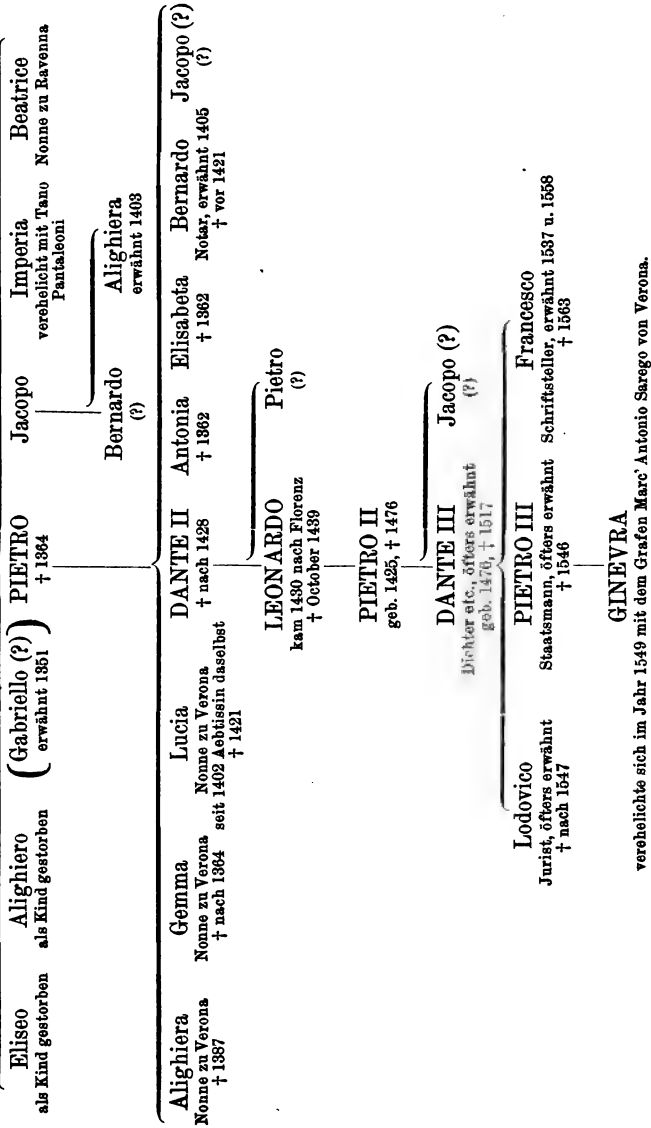 Eliseo
als Kind gestorben
Alighiero
als Kind gestorben
(Gabriello (?))
erwähnt 1351
PIETRO
† 1364
Jacopo
Imperia
verehelicht mit Tano
Pantaleoni
Beatrice
Nonne zu Ravenna
Bernardo
(?)
Alighiera
erwähnt 1403
Alighiera
Nonne zu Verona
† 1387
Gemma
Nonne zu Verona
† nach 1364
Lucia
Nonne zu Verona
seit 1402 Aebtissin daselbst
† 1421
DANTE II
† nach 1428
Antonia
† 1362
Elisabeta
† 1362
Bernardo
Notar, erwähnt 1405
† vor 1421
Jacopo (?)
(?)
LEONARDO
kam 1430 nach Florenz
† October 1439
Pietro
(?)
PIETRO II
geb. 1425, † 1476
DANTE III
Dichter etc., öfters erwähnt
geb. 1476, † 1517
Jacopo (?)
(?)
Lodovico
Jurist, öfters erwähnt
† nach 1547
PIETRO III
Staatsmann, öfters erwähnt
† 1546
Francesco
Schriftsteller, erwähnt 1537 u. 1558
† 1563
GINEVRA
verehelichte sich im Jahr 1549 mit dem Grafen Marc' Antonio Sarego von Verona.